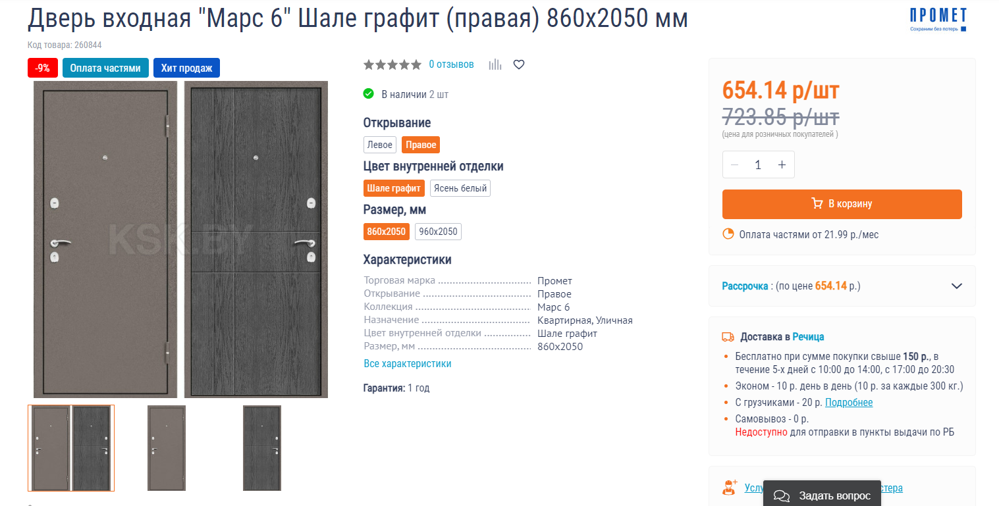 Дверь входная "Марс 6" Шале графит (правая) 860х2050 мм
ПРОМЕТ
Сохраним без потерь
Код товара: 260844
-9%
Оплата частями
Хит продаж
0 отзывов
В наличии 2 шт
Открывание
Левое
Правое
Цвет внутренней отделки
Шале графит
Ясень белый
Размер, мм
860x2050
960x2050
Характеристики
Торговая марка Промет
Открывание Правое
Коллекция Марс 6
Назначение Квартирная, Уличная
Цвет внутренней отделки Шале графит
Размер, мм 860x2050
Все характеристики
Гарантия: 1 год
KSK.BY
654.14 р/шт
723.85 р/шт
(цена для розничных покупателей )
1
В корзину
Оплата частями от 21.99 р./мес
Рассрочка : (по цене 654.14 р.)
Доставка в Речица
Бесплатно при сумме покупки свыше 150 р., в
течение 5-х дней с 10:00 до 14:00, с 17:00 до 20:30
Эконом - 10 р. день в день (10 р. за каждые 300 кг.)
С грузчиками - 20 р. Подробнее
Самовывоз - 0 р.
Недоступно для отправки в пункты выдачи по РБ
Задать вопрос